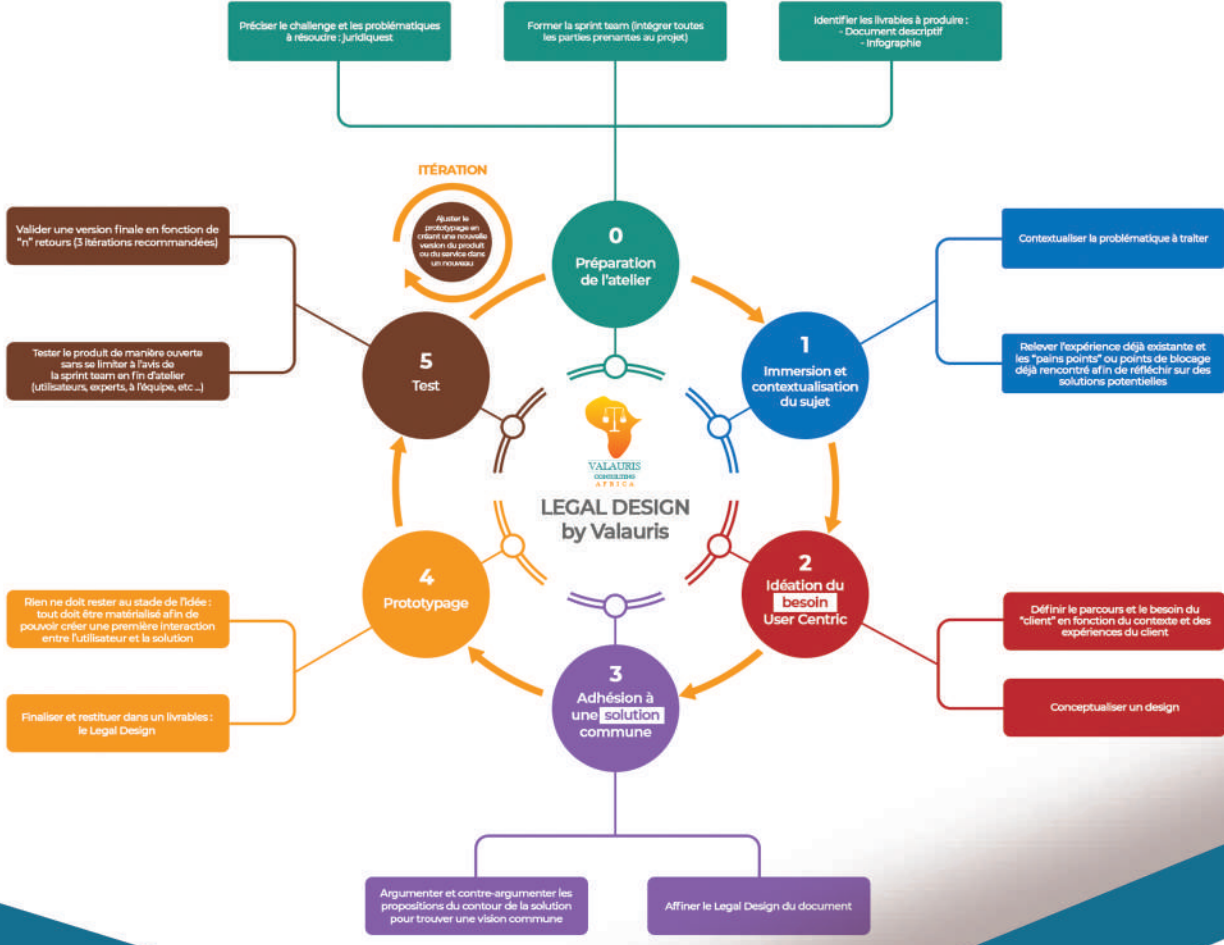 Préciser le challenge et les problématiques
à résoudre : juridiquest
Former la sprint team (intégrer toutes
les parties prenantes au projet)
Identifier les livrables à produire :
- Document descriptif
- Infographie
ITÉRATION
Ajuster le
prototypage en
créant une nouvelle
version du produit
ou du service dans
un nouveau
0
Préparation
de l'atelier
1
Immersion et
contextualisation
du sujet
Contextualiser la problématique à traiter
Relever l'expérience déjà existante et
les "pains points" ou points de blocage
déjà rencontré afin de réfléchir sur des
solutions potentielles
2
Idéation du
besoin
User Centric
Définir le parcours et le besoin du
"client" en fonction du contexte et des
expériences du client
Conceptualiser un design
3
Adhésion à
une solution
commune
Argumenter et contre-argumenter les
propositions du contour de la solution
pour trouver une vision commune
Affiner le Legal Design du document
4
Prototypage
Rien ne doit rester au stade de l'idée :
tout doit être matérialisé afin de
pouvoir créer une première interaction
entre l'utilisateur et la solution
Finaliser et restituer dans un livrables :
le Legal Design
5
Test
Valider une version finale en fonction de
"n" retours (3 itérations recommandées)
Tester le produit de manière ouverte
sans se limiter à l'avis de
la sprint team en fin d'atelier
(utilisateurs, experts, à l'équipe, etc ...)
VALAURIS
CONSULTING
AFRICA
LEGAL DESIGN
by Valauris